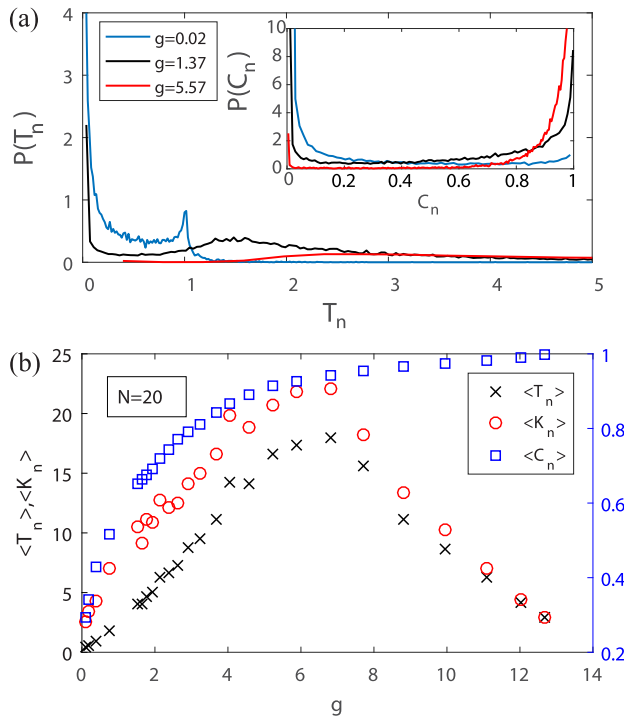 (a)
4
3
2
1
0
P(T_n)
g=0.02
g=1.37
g=5.57
10
8
6
4
2
0
P(C_n)
0 0.2 0.4 0.6 0.8 1
C_n
0 1 2 3 4 5
T_n
(b)
25
20
15
10
5
0
<T_n>,<K_n>
N=20
<T_n>
<K_n>
<C_n>
1
0.8
0.6
0.4
0.2
0 2 4 6 8 10 12 14
g